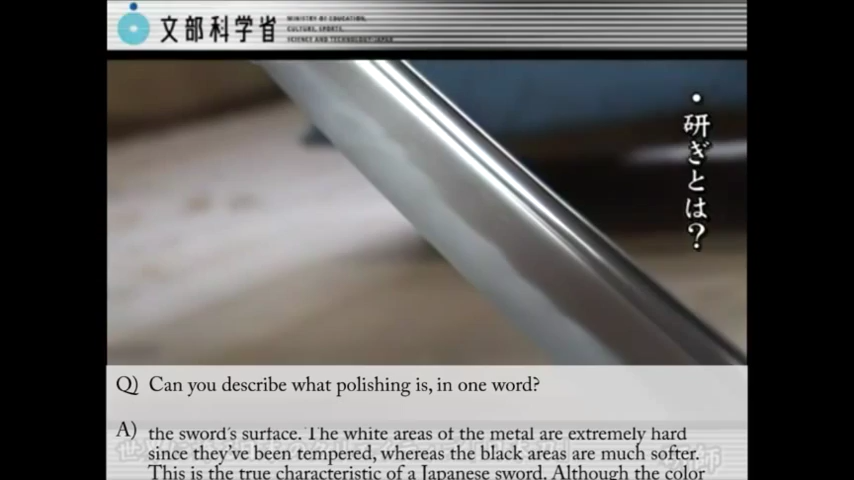 文部科学省
MINISTRY OF EDUCATION,
CULTURE, SPORTS,
SCIENCE AND TECHNOLOGY-JAPAN
・研ぎとは?
Q) Can you describe what polishing is, in one word?
A) the sword's surface. The white areas of the metal are extremely hard
since they've been tempered, whereas the black areas are much softer.
This is the true characteristic of a Japanese sword. Although the color